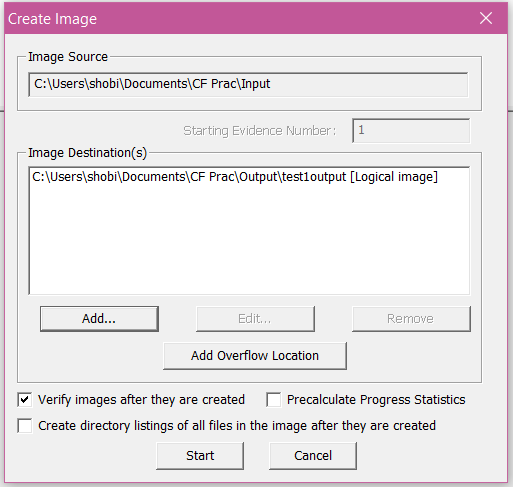 Create Image
Image Source
C:\Users\shobi\Documents\CF Prac\Input
Starting Evidence Number: 1
Image Destination(s)
C:\Users\shobi\Documents\CF Prac\Output\test1output [Logical image]
Add... Edit... Remove
Add Overflow Location
Verify images after they are created Precalculate Progress Statistics
Create directory listings of all files in the image after they are created
Start Cancel